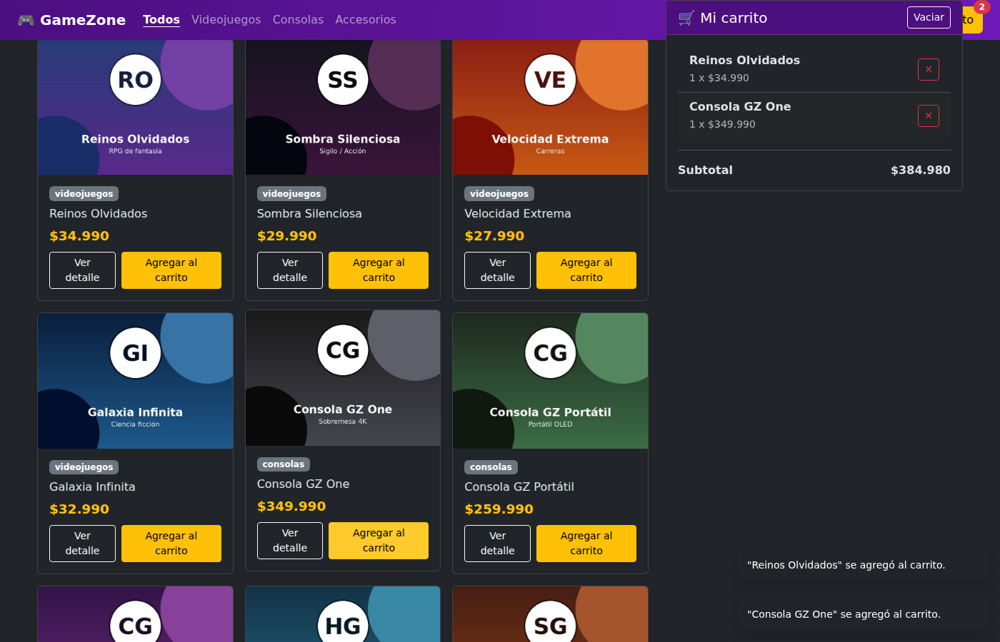 🎮 GameZone Todos Videojuegos Consolas Accesorios
2
to
🛒 Mi carrito Vaciar
Reinos Olvidados
1 x $34.990
✕
Consola GZ One
1 x $349.990
✕
Subtotal $384.980
RO
Reinos Olvidados
RPG de fantasía
videojuegos
Reinos Olvidados
$34.990
Ver
detalle
Agregar al
carrito
SS
Sombra Silenciosa
Sigilo / Acción
videojuegos
Sombra Silenciosa
$29.990
Ver
detalle
Agregar al
carrito
VE
Velocidad Extrema
Carreras
videojuegos
Velocidad Extrema
$27.990
Ver
detalle
Agregar al
carrito
GI
Galaxia Infinita
Ciencia ficción
videojuegos
Galaxia Infinita
$32.990
Ver
detalle
Agregar al
carrito
CG
Consola GZ One
Sobremesa 4K
consolas
Consola GZ One
$349.990
Ver
detalle
Agregar al
carrito
CG
Consola GZ Portátil
Portátil OLED
consolas
Consola GZ Portátil
$259.990
Ver
detalle
Agregar al
carrito
CG
HG
SG
"Reinos Olvidados" se agregó al carrito.
"Consola GZ One" se agregó al carrito.